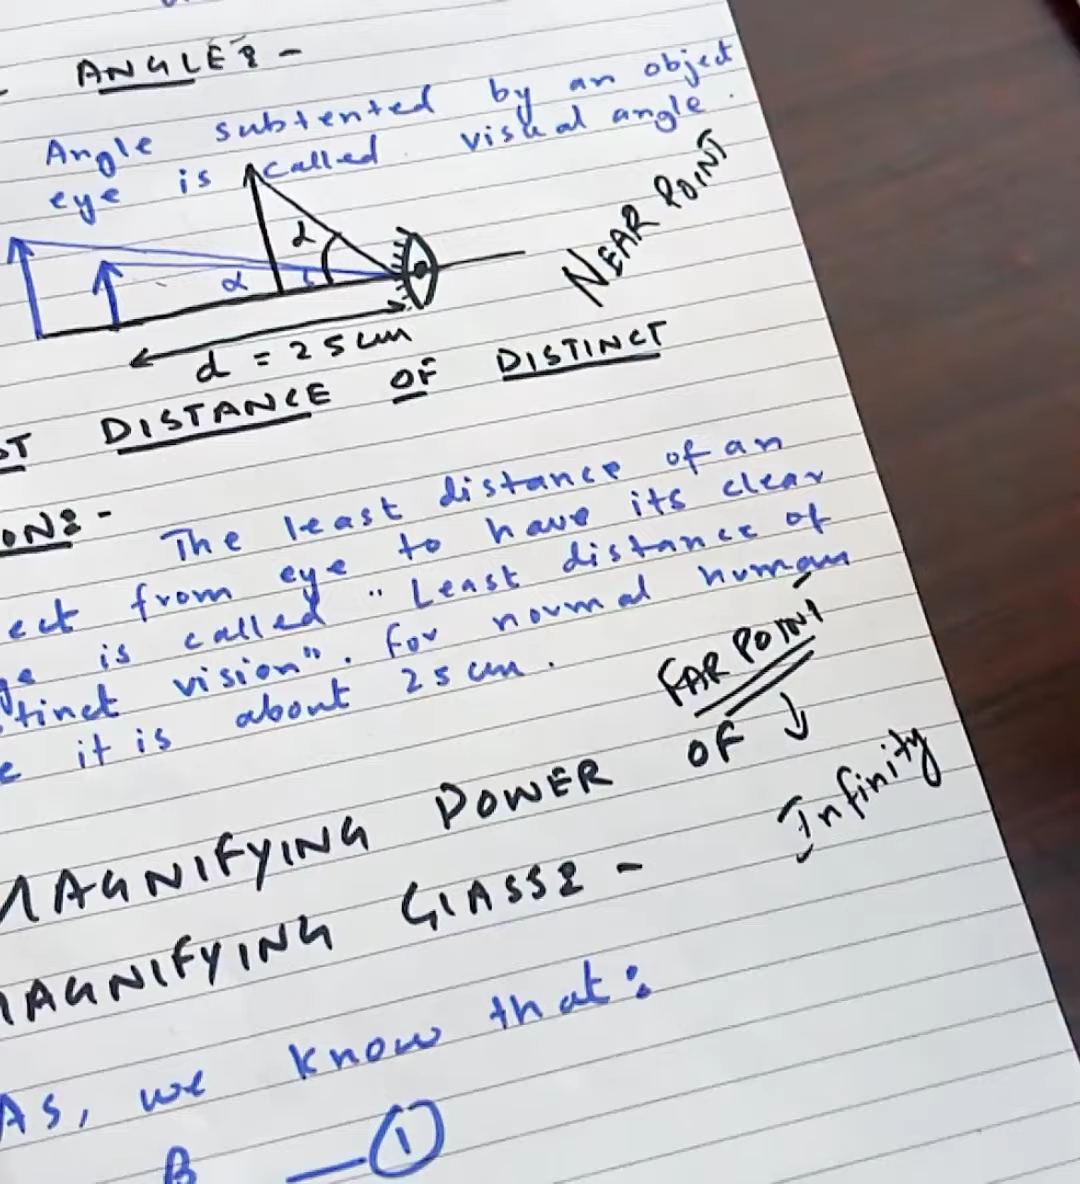 ANGLE:-
Angle subtented by an object
eye is called visual angle.
α
α
d = 25 cm
NEAR POINT
ST DISTANCE OF DISTINCT
ON:-
The least distance of an
ect from eye to have its clear
ge is called "Least distance of
tinct vision". For normal human
e it is about 25 cm.
FAR POINT
↓
Infinity
MAGNIFYING POWER OF
MAGNIFYING GLASS:-
As, we know that:
β — ①